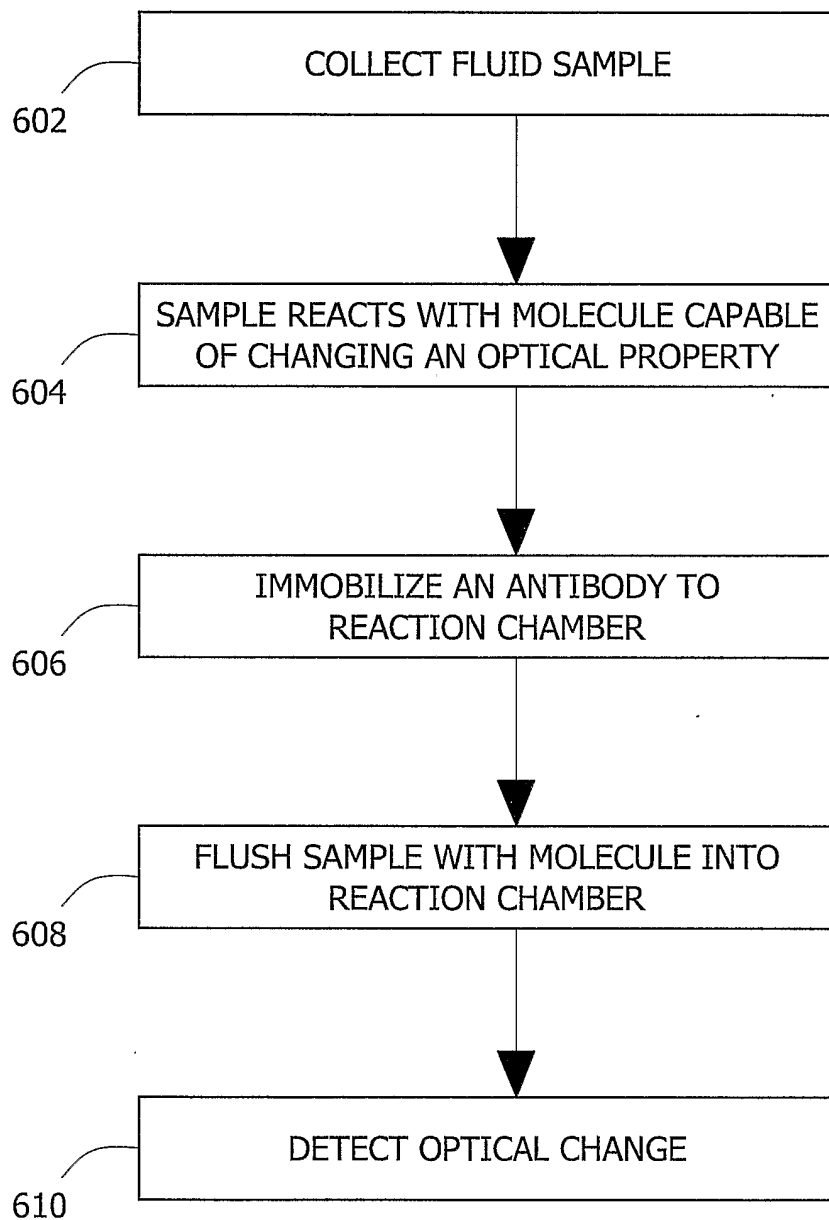 COLLECT FLUID SAMPLE
602
SAMPLE REACTS WITH MOLECULE CAPABLE
OF CHANGING AN OPTICAL PROPERTY
604
IMMOBILIZE AN ANTIBODY TO
REACTION CHAMBER
606
FLUSH SAMPLE WITH MOLECULE INTO
REACTION CHAMBER
608
DETECT OPTICAL CHANGE
610